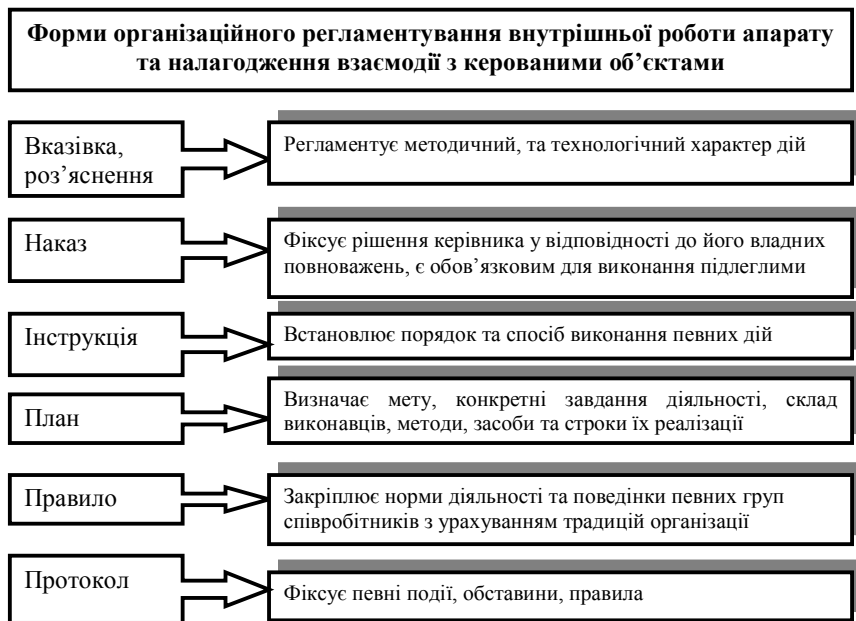 Форми організаційного регламентування внутрішньої роботи апарату
та налагодження взаємодії з керованими об’єктами
Вказівка,
роз’яснення
Регламентує методичний, та технологічний характер дій
Наказ
Фіксує рішення керівника у відповідності до його владних
повноважень, є обов’язковим для виконання підлеглими
Інструкція
Встановлює порядок та спосіб виконання певних дій
План
Визначає мету, конкретні завдання діяльності, склад
виконавців, методи, засоби та строки їх реалізації
Правило
Закріплює норми діяльності та поведінки певних груп
співробітників з урахуванням традицій організації
Протокол
Фіксує певні події, обставини, правила